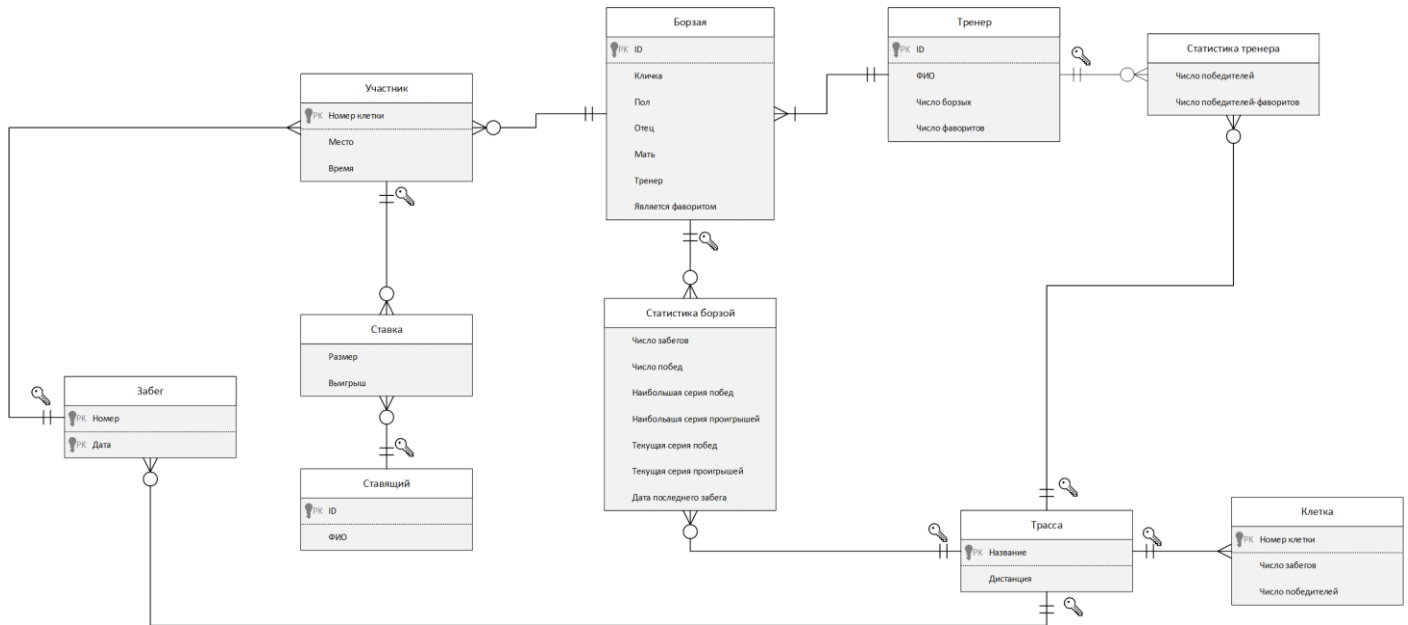 Борзая
PK ID
Кличка
Пол
Отец
Мать
Тренер
Является фаворитом
Тренер
PK ID
ФИО
Число борзых
Число фаворитов
Статистика тренера
Число победителей
Число победителей-фаворитов
Участник
PK Номер клетки
Место
Время
Ставка
Размер
Выигрыш
Статистика борзой
Число забегов
Число побед
Наибольшая серия побед
Наибольашя серия проигрышей
Текущая серия побед
Текущая серия проигрышей
Дата последнего забега
Забег
PK Номер
PK Дата
Ставящий
PK ID
ФИО
Трасса
PK Название
Дистанция
Клетка
PK Номер клетки
Число забегов
Число победителей